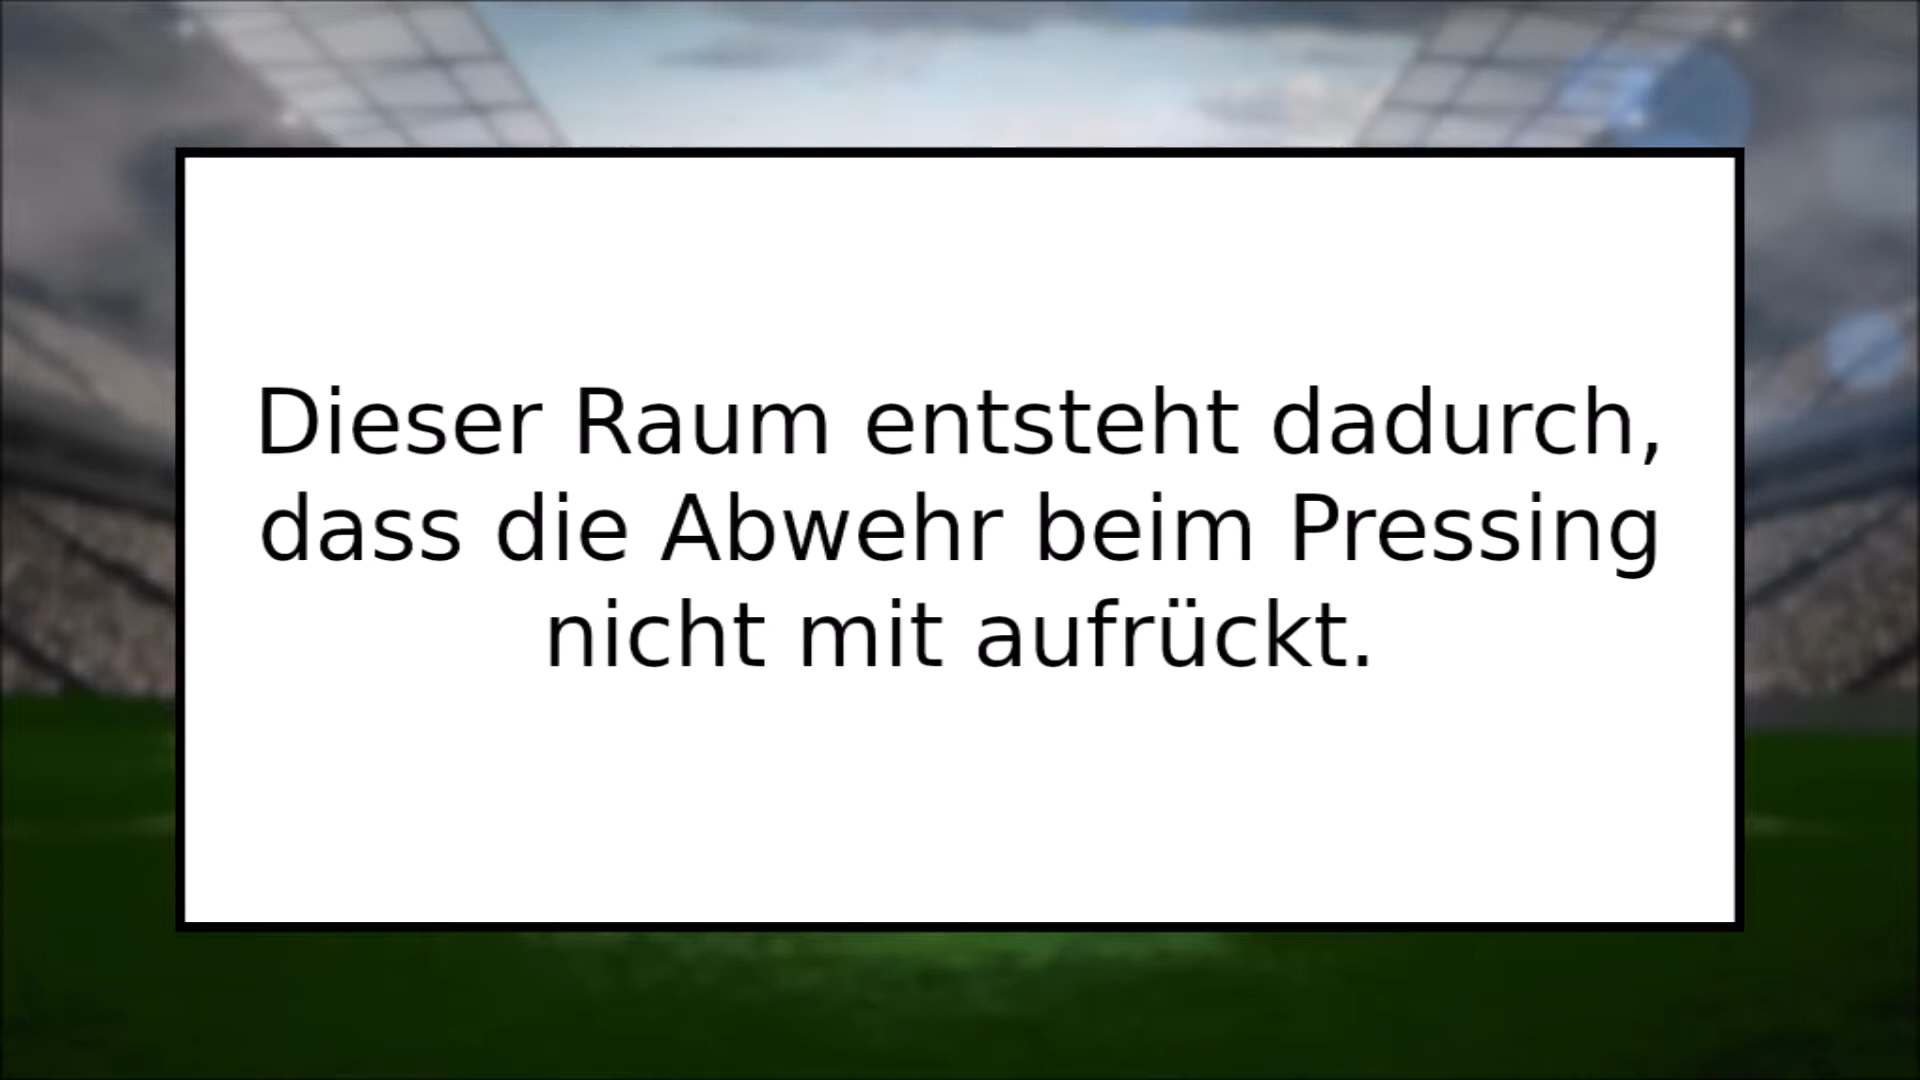 Dieser Raum entsteht dadurch,
dass die Abwehr beim Pressing
nicht mit aufrückt.